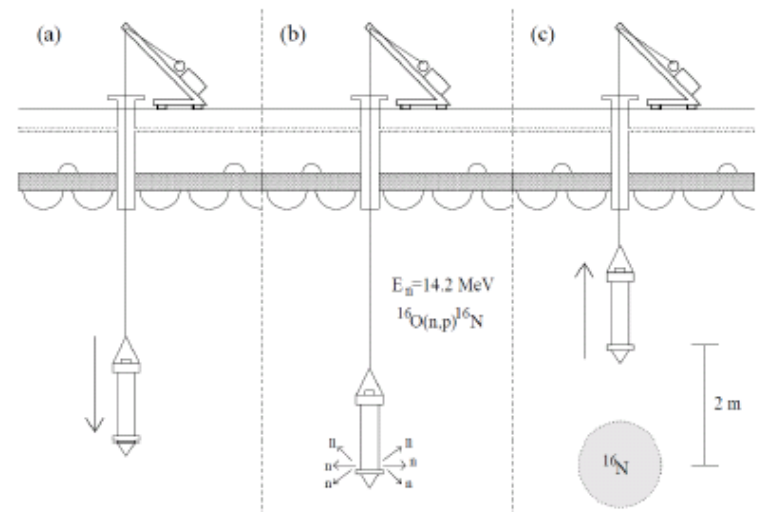 (a)
(b)
(c)
E_n=14.2 MeV
¹⁶O(n,p)¹⁶N
2 m
n n
n n
n n
¹⁶N